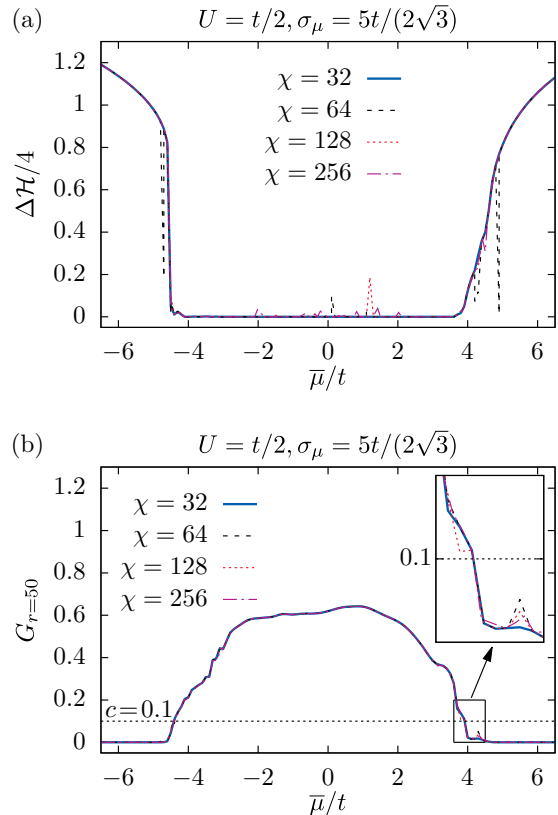 (a)
U = t/2, σ_μ = 5t/(2√3)
χ = 32
χ = 64
χ = 128
χ = 256
ΔH/4
1.2
1
0.8
0.6
0.4
0.2
0
−6 −4 −2 0 2 4 6
μ̅/t
(b)
U = t/2, σ_μ = 5t/(2√3)
χ = 32
χ = 64
χ = 128
χ = 256
G_{r=50}
1.2
1
0.8
0.6
0.4
0.2
0
0.1
c=0.1
−6 −4 −2 0 2 4 6
μ̅/t